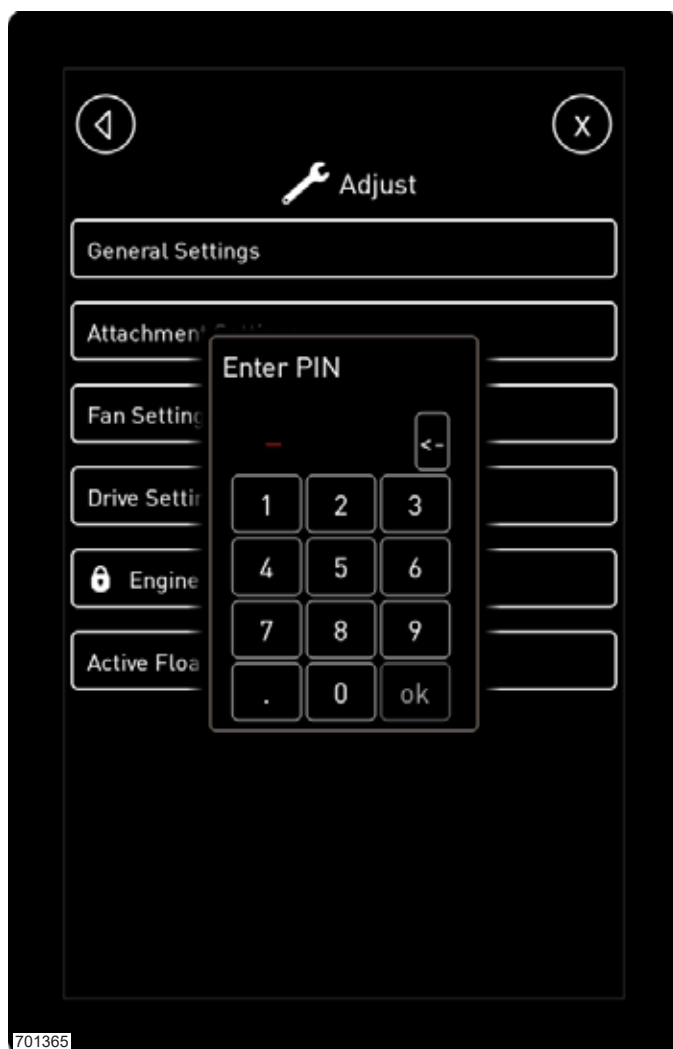 X
Adjust
General Settings
Attachment
Enter PIN
Fan Setting
<-
Drive Settin
1 2 3
Engine
4 5 6
7 8 9
Active Floa
. 0 ok
701365